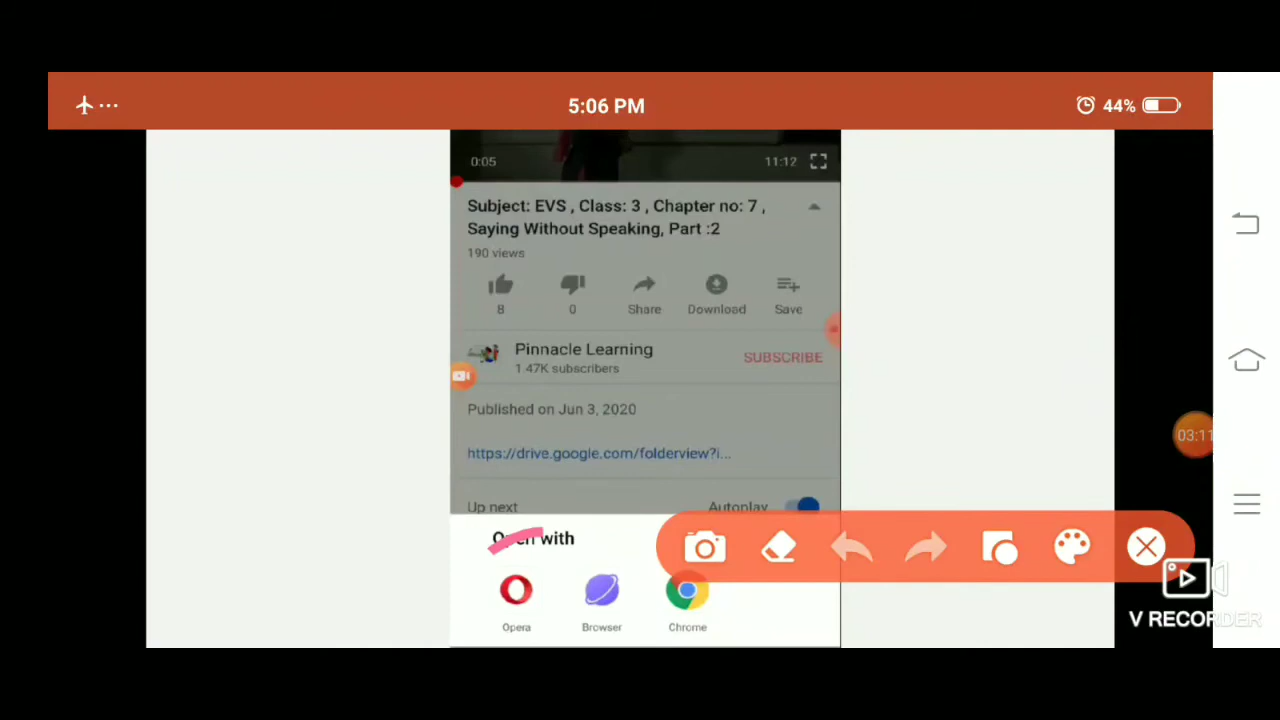 5:06 PM
44%
0:05
11:12
Subject: EVS , Class: 3 , Chapter no: 7 ,
Saying Without Speaking, Part :2
190 views
8
0
Share
Download
Save
Pinnacle Learning
1.47K subscribers
SUBSCRIBE
Published on Jun 3, 2020
https://drive.google.com/folderview?i...
Up next
Autoplay
03:11
Open with
Opera
Browser
Chrome
V RECORDER